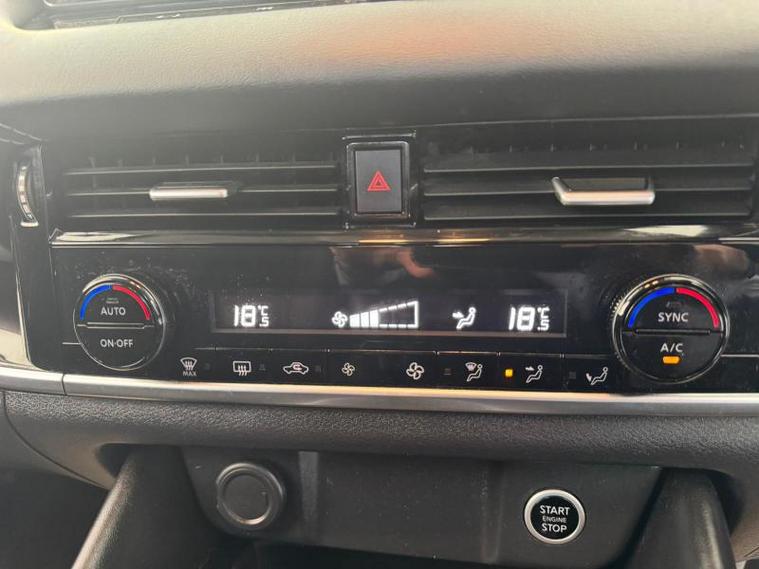 AUTO
ON·OFF
18°C.5
18°C.5
SYNC
A/C
MAX
START
ENGINE
STOP